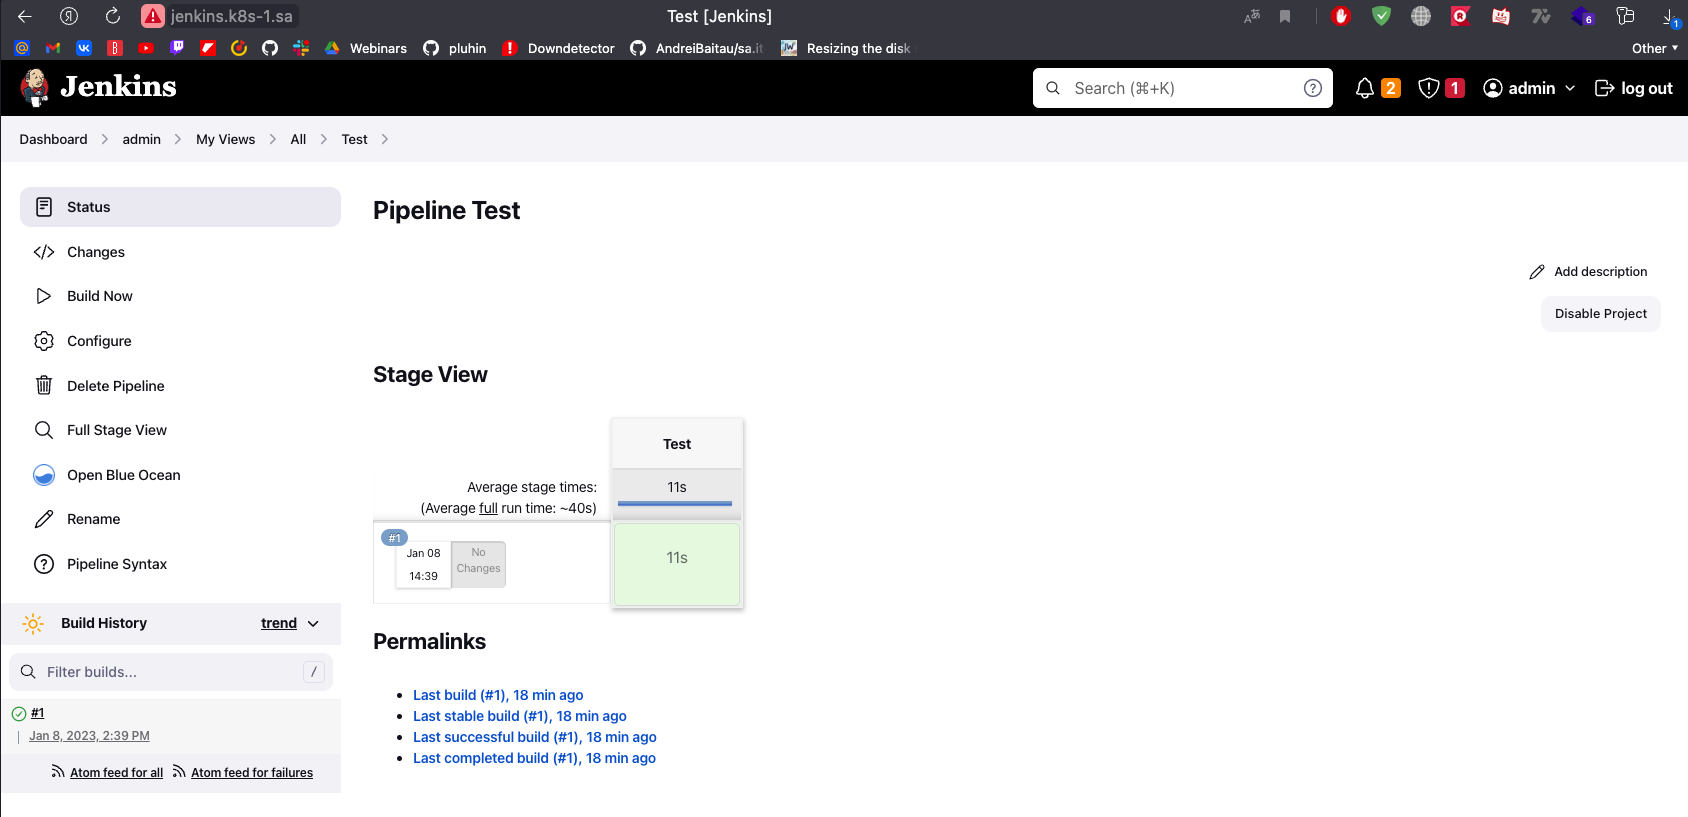 jenkins.k8s-1.sa
Test [Jenkins]
6
1
Webinars
pluhin
Downdetector
AndreiBaitau/sa.it
Resizing the disk
Other
Jenkins
Search (⌘+K)
2
1
admin
log out
Dashboard
admin
My Views
All
Test
Status
Changes
Build Now
Configure
Delete Pipeline
Full Stage View
Open Blue Ocean
Rename
Pipeline Syntax
Build History
trend
Filter builds...
/
#1
Jan 8, 2023, 2:39 PM
Atom feed for all
Atom feed for failures
Pipeline Test
Add description
Disable Project
Stage View
Test
Average stage times:
(Average full run time: ~40s)
11s
#1
Jan 08
14:39
No
Changes
11s
Permalinks
Last build (#1), 18 min ago
Last stable build (#1), 18 min ago
Last successful build (#1), 18 min ago
Last completed build (#1), 18 min ago